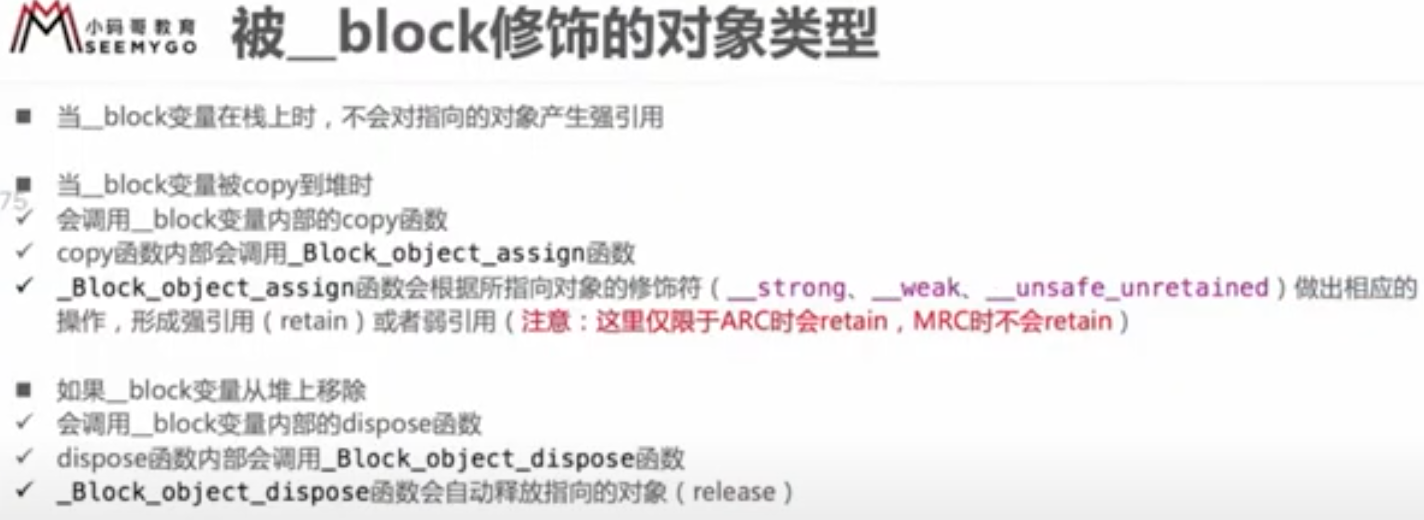 小码哥教育
SEEMYGO
被__block修饰的对象类型
■ 当__block变量在栈上时，不会对指向的对象产生强引用
■ 当__block变量被copy到堆时
75
✓ 会调用__block变量内部的copy函数
✓ copy函数内部会调用_Block_object_assign函数
✓ _Block_object_assign函数会根据所指向对象的修饰符（__strong、__weak、__unsafe_unretained）做出相应的
操作，形成强引用（retain）或者弱引用（注意：这里仅限于ARC时会retain，MRC时不会retain）
■ 如果__block变量从堆上移除
✓ 会调用__block变量内部的dispose函数
✓ dispose函数内部会调用_Block_object_dispose函数
✓ _Block_object_dispose函数会自动释放指向的对象（release）